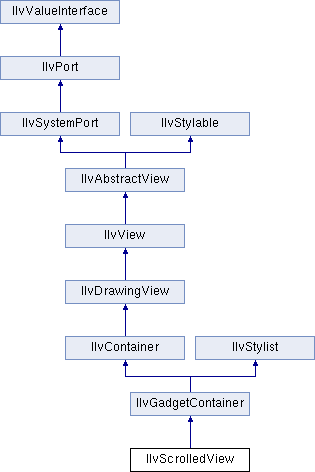 IlvValueInterface
IlvPort
IlvSystemPort
IlvStylable
IlvAbstractView
IlvView
IlvDrawingView
IlvContainer
IlvStylist
IlvGadgetContainer
IlvScrolledView